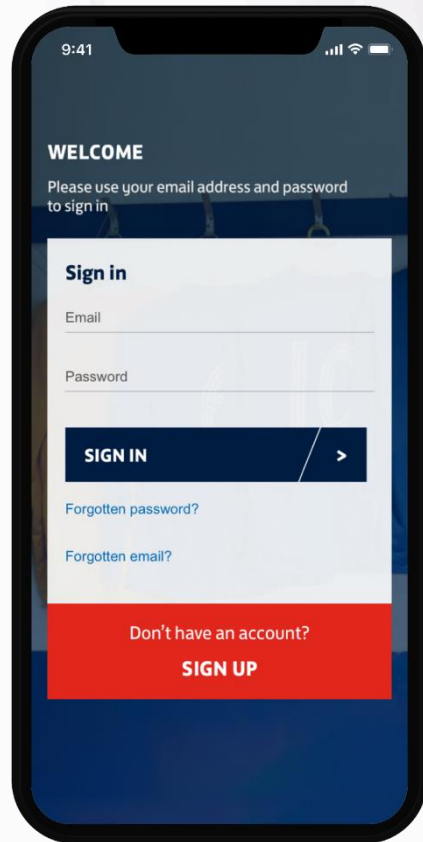 9:41
WELCOME
Please use your email address and password
to sign in
Sign in
Email
Password
SIGN IN >
Forgotten password?
Forgotten email?
Don't have an account?
SIGN UP